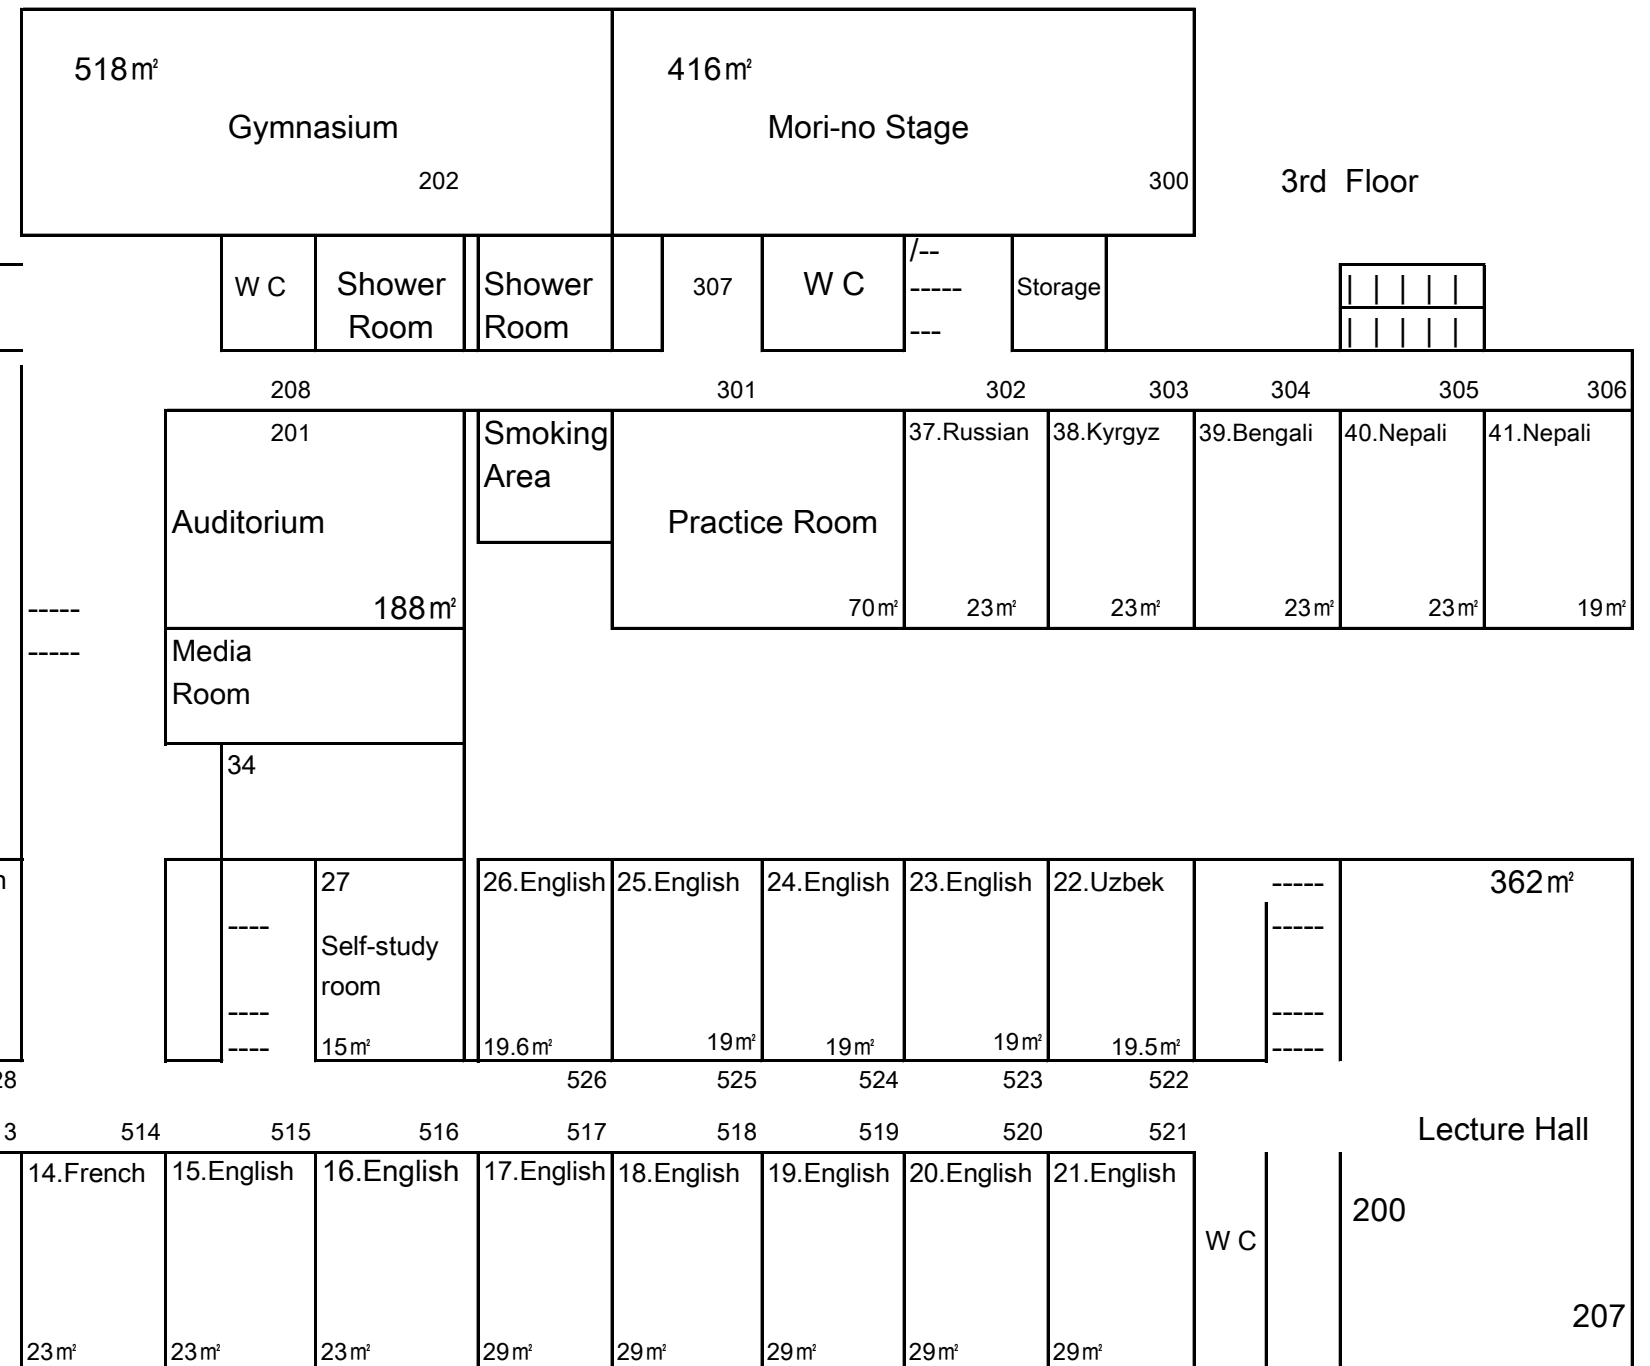 518㎡
416㎡
Gymnasium
Mori-no Stage
202
300
3rd Floor
W C
Shower
Room
Shower
Room
307
W C
/--
-----
---
Storage
| | | | |
| | | | |
208
301
302
303
304
305
306
201
Smoking
Area
37.Russian
38.Kyrgyz
39.Bengali
40.Nepali
41.Nepali
Auditorium
Practice Room
188㎡
70㎡
23㎡
23㎡
23㎡
23㎡
19㎡
-----
-----
Media
Room
34
27
26.English
25.English
24.English
23.English
22.Uzbek
-----
362㎡
----
-----
Self-study
room
----
-----
----
15㎡
19.6㎡
19㎡
19㎡
19㎡
19.5㎡
-----
28
526
525
524
523
522
3
514
515
516
517
518
519
520
521
Lecture Hall
14.French
15.English
16.English
17.English
18.English
19.English
20.English
21.English
200
W C
207
23㎡
23㎡
23㎡
29㎡
29㎡
29㎡
29㎡
29㎡